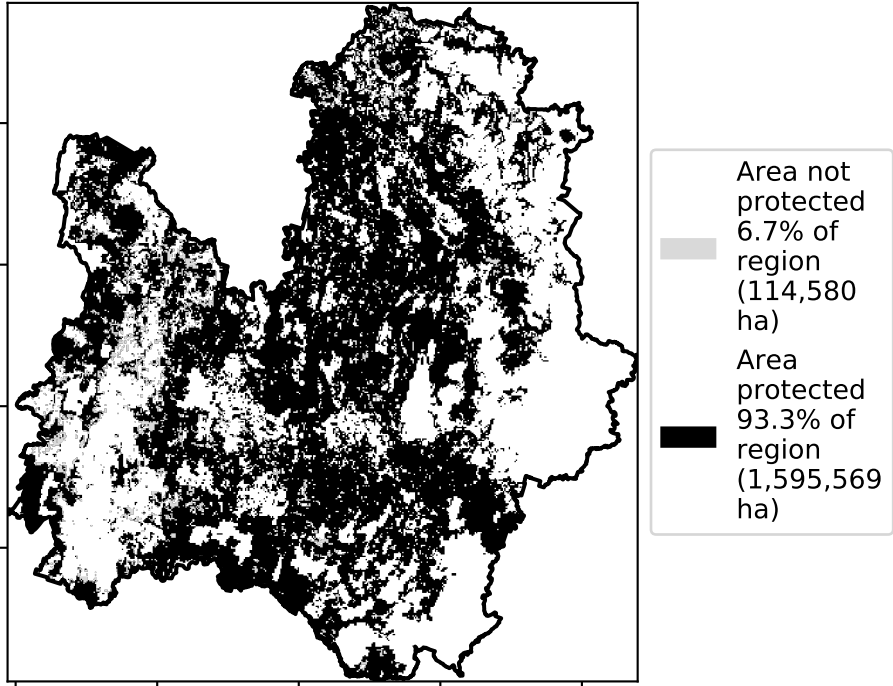 Area not
protected
6.7% of
region
(114,580
ha)
Area
protected
93.3% of
region
(1,595,569
ha)